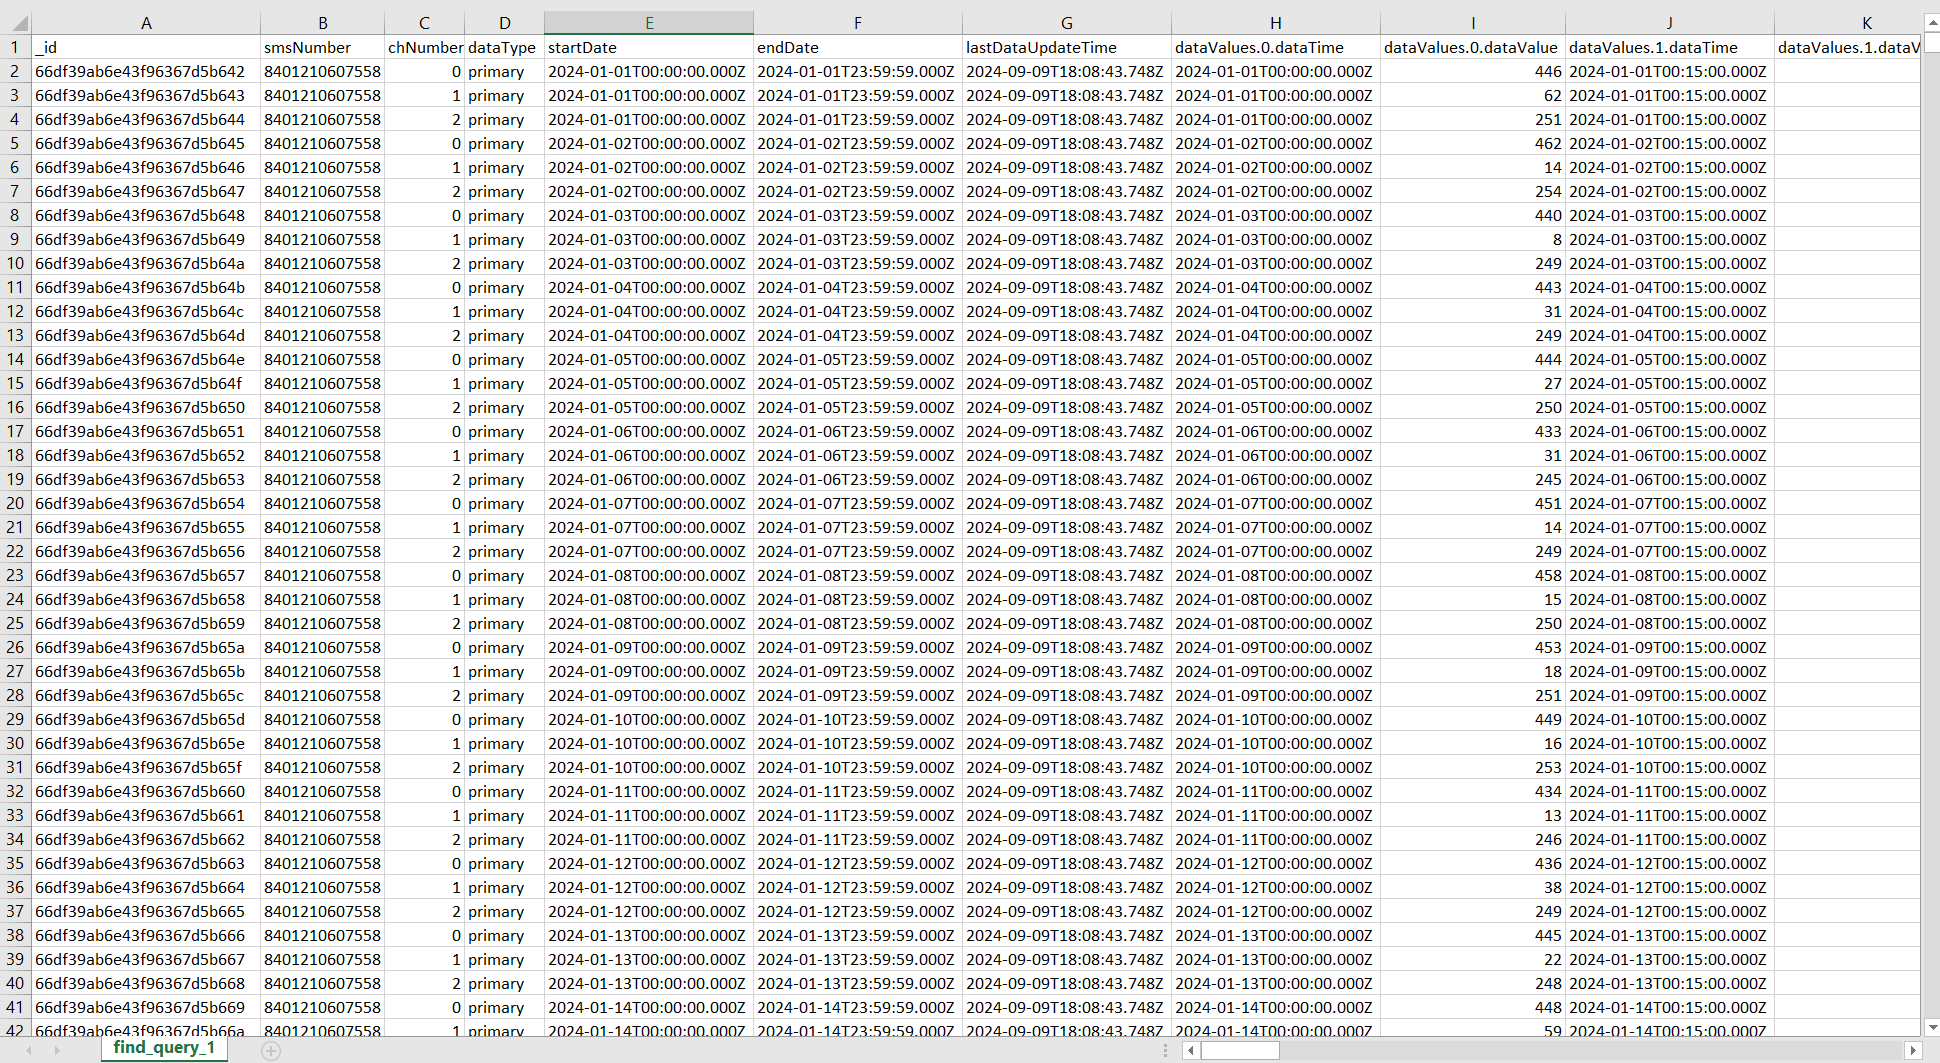 A B C D E F G H I J K
1 _id smsNumber chNumber dataType startDate endDate lastDataUpdateTime dataValues.0.dataTime dataValues.0.dataValue dataValues.1.dataTime dataValues.1.dataV
2 66df39ab6e43f96367d5b642 8401210607558 0 primary 2024-01-01T00:00:00.000Z 2024-01-01T23:59:59.000Z 2024-09-09T18:08:43.748Z 2024-01-01T00:00:00.000Z 446 2024-01-01T00:15:00.000Z
3 66df39ab6e43f96367d5b643 8401210607558 1 primary 2024-01-01T00:00:00.000Z 2024-01-01T23:59:59.000Z 2024-09-09T18:08:43.748Z 2024-01-01T00:00:00.000Z 62 2024-01-01T00:15:00.000Z
4 66df39ab6e43f96367d5b644 8401210607558 2 primary 2024-01-01T00:00:00.000Z 2024-01-01T23:59:59.000Z 2024-09-09T18:08:43.748Z 2024-01-01T00:00:00.000Z 251 2024-01-01T00:15:00.000Z
5 66df39ab6e43f96367d5b645 8401210607558 0 primary 2024-01-02T00:00:00.000Z 2024-01-02T23:59:59.000Z 2024-09-09T18:08:43.748Z 2024-01-02T00:00:00.000Z 462 2024-01-02T00:15:00.000Z
6 66df39ab6e43f96367d5b646 8401210607558 1 primary 2024-01-02T00:00:00.000Z 2024-01-02T23:59:59.000Z 2024-09-09T18:08:43.748Z 2024-01-02T00:00:00.000Z 14 2024-01-02T00:15:00.000Z
7 66df39ab6e43f96367d5b647 8401210607558 2 primary 2024-01-02T00:00:00.000Z 2024-01-02T23:59:59.000Z 2024-09-09T18:08:43.748Z 2024-01-02T00:00:00.000Z 254 2024-01-02T00:15:00.000Z
8 66df39ab6e43f96367d5b648 8401210607558 0 primary 2024-01-03T00:00:00.000Z 2024-01-03T23:59:59.000Z 2024-09-09T18:08:43.748Z 2024-01-03T00:00:00.000Z 440 2024-01-03T00:15:00.000Z
9 66df39ab6e43f96367d5b649 8401210607558 1 primary 2024-01-03T00:00:00.000Z 2024-01-03T23:59:59.000Z 2024-09-09T18:08:43.748Z 2024-01-03T00:00:00.000Z 8 2024-01-03T00:15:00.000Z
10 66df39ab6e43f96367d5b64a 8401210607558 2 primary 2024-01-03T00:00:00.000Z 2024-01-03T23:59:59.000Z 2024-09-09T18:08:43.748Z 2024-01-03T00:00:00.000Z 249 2024-01-03T00:15:00.000Z
11 66df39ab6e43f96367d5b64b 8401210607558 0 primary 2024-01-04T00:00:00.000Z 2024-01-04T23:59:59.000Z 2024-09-09T18:08:43.748Z 2024-01-04T00:00:00.000Z 443 2024-01-04T00:15:00.000Z
12 66df39ab6e43f96367d5b64c 8401210607558 1 primary 2024-01-04T00:00:00.000Z 2024-01-04T23:59:59.000Z 2024-09-09T18:08:43.748Z 2024-01-04T00:00:00.000Z 31 2024-01-04T00:15:00.000Z
13 66df39ab6e43f96367d5b64d 8401210607558 2 primary 2024-01-04T00:00:00.000Z 2024-01-04T23:59:59.000Z 2024-09-09T18:08:43.748Z 2024-01-04T00:00:00.000Z 249 2024-01-04T00:15:00.000Z
14 66df39ab6e43f96367d5b64e 8401210607558 0 primary 2024-01-05T00:00:00.000Z 2024-01-05T23:59:59.000Z 2024-09-09T18:08:43.748Z 2024-01-05T00:00:00.000Z 444 2024-01-05T00:15:00.000Z
15 66df39ab6e43f96367d5b64f 8401210607558 1 primary 2024-01-05T00:00:00.000Z 2024-01-05T23:59:59.000Z 2024-09-09T18:08:43.748Z 2024-01-05T00:00:00.000Z 27 2024-01-05T00:15:00.000Z
16 66df39ab6e43f96367d5b650 8401210607558 2 primary 2024-01-05T00:00:00.000Z 2024-01-05T23:59:59.000Z 2024-09-09T18:08:43.748Z 2024-01-05T00:00:00.000Z 250 2024-01-05T00:15:00.000Z
17 66df39ab6e43f96367d5b651 8401210607558 0 primary 2024-01-06T00:00:00.000Z 2024-01-06T23:59:59.000Z 2024-09-09T18:08:43.748Z 2024-01-06T00:00:00.000Z 433 2024-01-06T00:15:00.000Z
18 66df39ab6e43f96367d5b652 8401210607558 1 primary 2024-01-06T00:00:00.000Z 2024-01-06T23:59:59.000Z 2024-09-09T18:08:43.748Z 2024-01-06T00:00:00.000Z 31 2024-01-06T00:15:00.000Z
19 66df39ab6e43f96367d5b653 8401210607558 2 primary 2024-01-06T00:00:00.000Z 2024-01-06T23:59:59.000Z 2024-09-09T18:08:43.748Z 2024-01-06T00:00:00.000Z 245 2024-01-06T00:15:00.000Z
20 66df39ab6e43f96367d5b654 8401210607558 0 primary 2024-01-07T00:00:00.000Z 2024-01-07T23:59:59.000Z 2024-09-09T18:08:43.748Z 2024-01-07T00:00:00.000Z 451 2024-01-07T00:15:00.000Z
21 66df39ab6e43f96367d5b655 8401210607558 1 primary 2024-01-07T00:00:00.000Z 2024-01-07T23:59:59.000Z 2024-09-09T18:08:43.748Z 2024-01-07T00:00:00.000Z 14 2024-01-07T00:15:00.000Z
22 66df39ab6e43f96367d5b656 8401210607558 2 primary 2024-01-07T00:00:00.000Z 2024-01-07T23:59:59.000Z 2024-09-09T18:08:43.748Z 2024-01-07T00:00:00.000Z 249 2024-01-07T00:15:00.000Z
23 66df39ab6e43f96367d5b657 8401210607558 0 primary 2024-01-08T00:00:00.000Z 2024-01-08T23:59:59.000Z 2024-09-09T18:08:43.748Z 2024-01-08T00:00:00.000Z 458 2024-01-08T00:15:00.000Z
24 66df39ab6e43f96367d5b658 8401210607558 1 primary 2024-01-08T00:00:00.000Z 2024-01-08T23:59:59.000Z 2024-09-09T18:08:43.748Z 2024-01-08T00:00:00.000Z 15 2024-01-08T00:15:00.000Z
25 66df39ab6e43f96367d5b659 8401210607558 2 primary 2024-01-08T00:00:00.000Z 2024-01-08T23:59:59.000Z 2024-09-09T18:08:43.748Z 2024-01-08T00:00:00.000Z 250 2024-01-08T00:15:00.000Z
26 66df39ab6e43f96367d5b65a 8401210607558 0 primary 2024-01-09T00:00:00.000Z 2024-01-09T23:59:59.000Z 2024-09-09T18:08:43.748Z 2024-01-09T00:00:00.000Z 453 2024-01-09T00:15:00.000Z
27 66df39ab6e43f96367d5b65b 8401210607558 1 primary 2024-01-09T00:00:00.000Z 2024-01-09T23:59:59.000Z 2024-09-09T18:08:43.748Z 2024-01-09T00:00:00.000Z 18 2024-01-09T00:15:00.000Z
28 66df39ab6e43f96367d5b65c 8401210607558 2 primary 2024-01-09T00:00:00.000Z 2024-01-09T23:59:59.000Z 2024-09-09T18:08:43.748Z 2024-01-09T00:00:00.000Z 251 2024-01-09T00:15:00.000Z
29 66df39ab6e43f96367d5b65d 8401210607558 0 primary 2024-01-10T00:00:00.000Z 2024-01-10T23:59:59.000Z 2024-09-09T18:08:43.748Z 2024-01-10T00:00:00.000Z 449 2024-01-10T00:15:00.000Z
30 66df39ab6e43f96367d5b65e 8401210607558 1 primary 2024-01-10T00:00:00.000Z 2024-01-10T23:59:59.000Z 2024-09-09T18:08:43.748Z 2024-01-10T00:00:00.000Z 16 2024-01-10T00:15:00.000Z
31 66df39ab6e43f96367d5b65f 8401210607558 2 primary 2024-01-10T00:00:00.000Z 2024-01-10T23:59:59.000Z 2024-09-09T18:08:43.748Z 2024-01-10T00:00:00.000Z 253 2024-01-10T00:15:00.000Z
32 66df39ab6e43f96367d5b660 8401210607558 0 primary 2024-01-11T00:00:00.000Z 2024-01-11T23:59:59.000Z 2024-09-09T18:08:43.748Z 2024-01-11T00:00:00.000Z 434 2024-01-11T00:15:00.000Z
33 66df39ab6e43f96367d5b661 8401210607558 1 primary 2024-01-11T00:00:00.000Z 2024-01-11T23:59:59.000Z 2024-09-09T18:08:43.748Z 2024-01-11T00:00:00.000Z 13 2024-01-11T00:15:00.000Z
34 66df39ab6e43f96367d5b662 8401210607558 2 primary 2024-01-11T00:00:00.000Z 2024-01-11T23:59:59.000Z 2024-09-09T18:08:43.748Z 2024-01-11T00:00:00.000Z 246 2024-01-11T00:15:00.000Z
35 66df39ab6e43f96367d5b663 8401210607558 0 primary 2024-01-12T00:00:00.000Z 2024-01-12T23:59:59.000Z 2024-09-09T18:08:43.748Z 2024-01-12T00:00:00.000Z 436 2024-01-12T00:15:00.000Z
36 66df39ab6e43f96367d5b664 8401210607558 1 primary 2024-01-12T00:00:00.000Z 2024-01-12T23:59:59.000Z 2024-09-09T18:08:43.748Z 2024-01-12T00:00:00.000Z 38 2024-01-12T00:15:00.000Z
37 66df39ab6e43f96367d5b665 8401210607558 2 primary 2024-01-12T00:00:00.000Z 2024-01-12T23:59:59.000Z 2024-09-09T18:08:43.748Z 2024-01-12T00:00:00.000Z 249 2024-01-12T00:15:00.000Z
38 66df39ab6e43f96367d5b666 8401210607558 0 primary 2024-01-13T00:00:00.000Z 2024-01-13T23:59:59.000Z 2024-09-09T18:08:43.748Z 2024-01-13T00:00:00.000Z 445 2024-01-13T00:15:00.000Z
39 66df39ab6e43f96367d5b667 8401210607558 1 primary 2024-01-13T00:00:00.000Z 2024-01-13T23:59:59.000Z 2024-09-09T18:08:43.748Z 2024-01-13T00:00:00.000Z 22 2024-01-13T00:15:00.000Z
40 66df39ab6e43f96367d5b668 8401210607558 2 primary 2024-01-13T00:00:00.000Z 2024-01-13T23:59:59.000Z 2024-09-09T18:08:43.748Z 2024-01-13T00:00:00.000Z 248 2024-01-13T00:15:00.000Z
41 66df39ab6e43f96367d5b669 8401210607558 0 primary 2024-01-14T00:00:00.000Z 2024-01-14T23:59:59.000Z 2024-09-09T18:08:43.748Z 2024-01-14T00:00:00.000Z 448 2024-01-14T00:15:00.000Z
42 66df39ab6e43f96367d5b66a 8401210607558 1 primary 2024-01-14T00:00:00.000Z 2024-01-14T23:59:59.000Z 2024-09-09T18:08:43.748Z 2024-01-14T00:00:00.000Z 59 2024-01-14T00:15:00.000Z
find_query_1